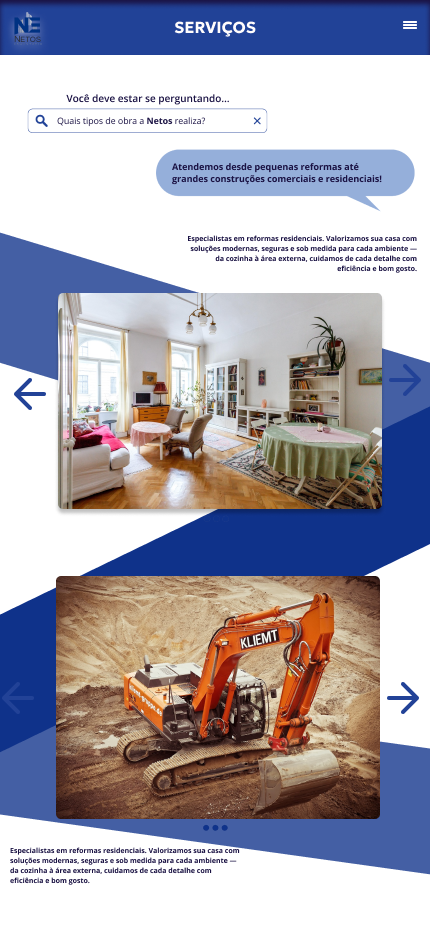 NE
NETOS
SERVIÇOS
Você deve estar se perguntando...
Quais tipos de obra a Netos realiza?
Atendemos desde pequenas reformas até
grandes construções comerciais e residenciais!
Especialistas em reformas residenciais. Valorizamos sua casa com
soluções modernas, seguras e sob medida para cada ambiente —
da cozinha à área externa, cuidamos de cada detalhe com
eficiência e bom gosto.
KLIEMT
Especialistas em reformas residenciais. Valorizamos sua casa com
soluções modernas, seguras e sob medida para cada ambiente —
da cozinha à área externa, cuidamos de cada detalhe com
eficiência e bom gosto.